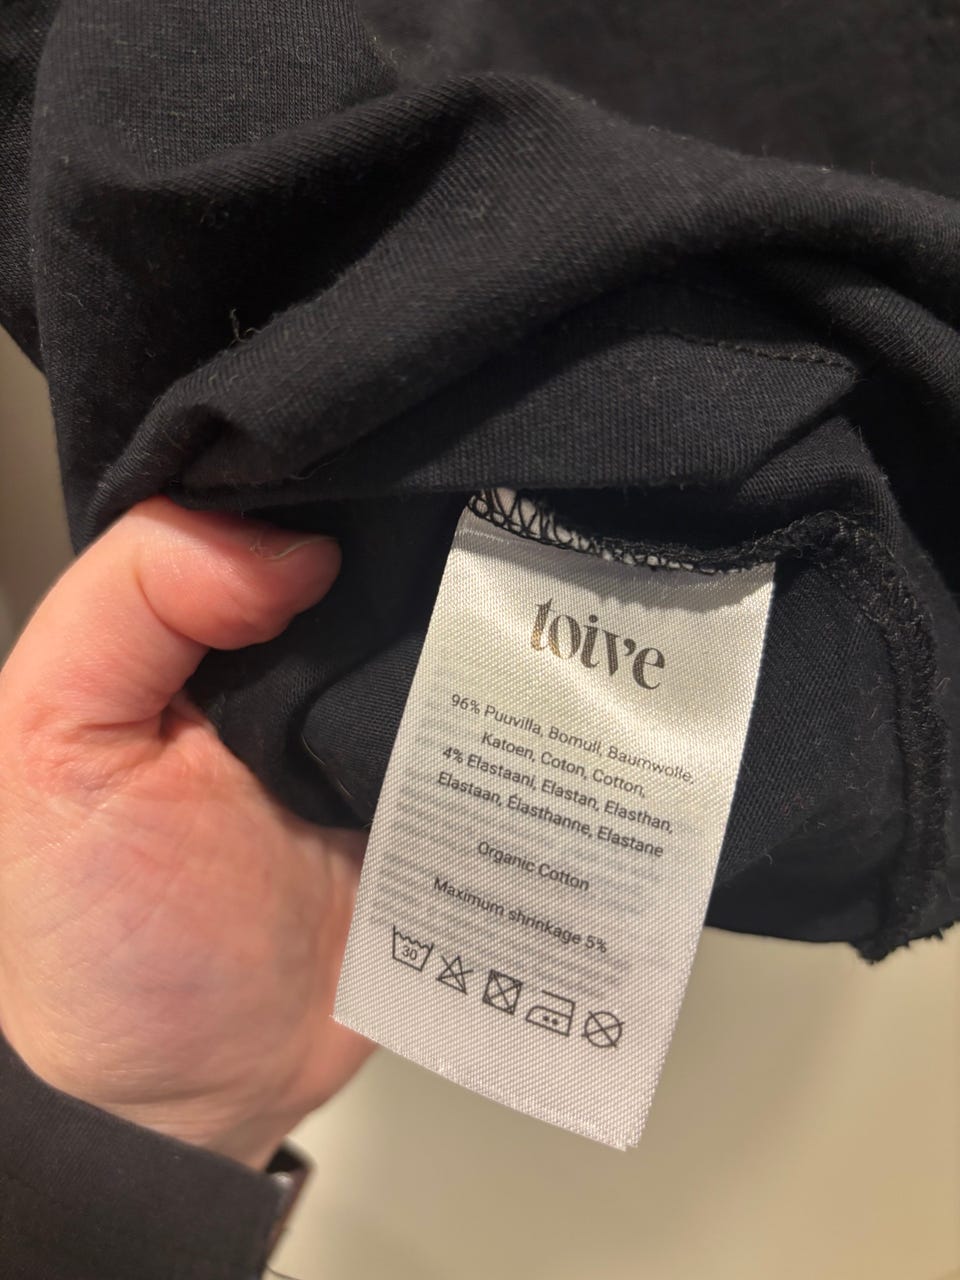 toive
96% Puuvilla, Bomull, Baumwolle,
Katoen, Coton, Cotton,
4% Elastaani, Elastan, Elasthan,
Elastaan, Elasthanne, Elastane
Organic Cotton
Maximum shrinkage 5%
30